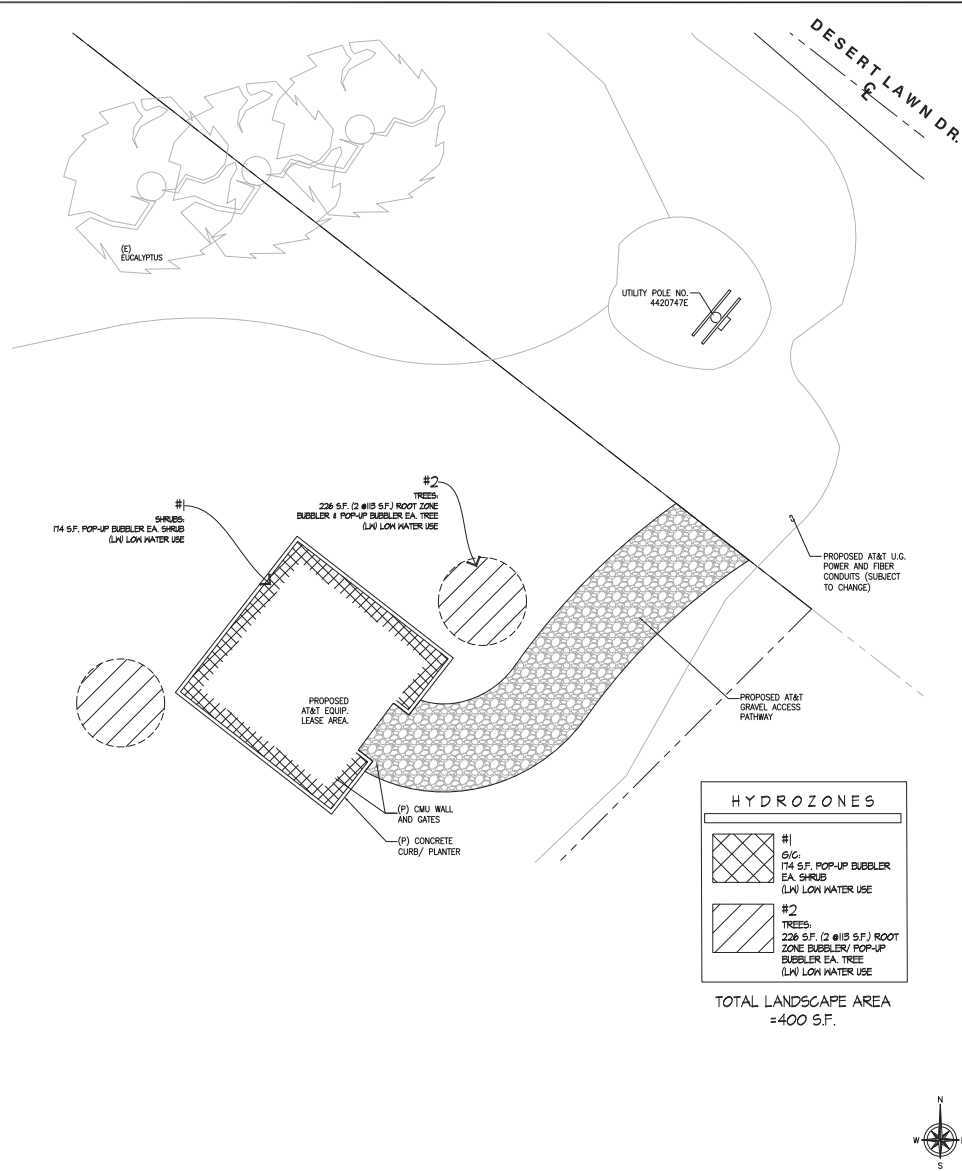 DESERT LAWN DR.
℄
(E)
EUCALYPTUS
UTILITY POLE NO.
4420747E
#1
SHRUBS:
174 S.F. POP-UP BUBBLER EA. SHRUB
(LW) LOW WATER USE
#2
TREES:
226 S.F. (2 @113 S.F.) ROOT ZONE
BUBBLER & POP-UP BUBBLER EA. TREE
(LW) LOW WATER USE
PROPOSED AT&T U.G.
POWER AND FIBER
CONDUITS (SUBJECT
TO CHANGE)
PROPOSED
AT&T EQUIP.
LEASE AREA.
PROPOSED AT&T
GRAVEL ACCESS
PATHWAY
(P) CMU WALL
AND GATES
(P) CONCRETE
CURB/ PLANTER
HYDROZONES
#1
G/C:
174 S.F. POP-UP BUBBLER
EA. SHRUB
(LW) LOW WATER USE
#2
TREES:
226 S.F. (2 @113 S.F.) ROOT
ZONE BUBBLER/ POP-UP
BUBBLER EA. TREE
(LW) LOW WATER USE
TOTAL LANDSCAPE AREA
=400 S.F.
N
W
S